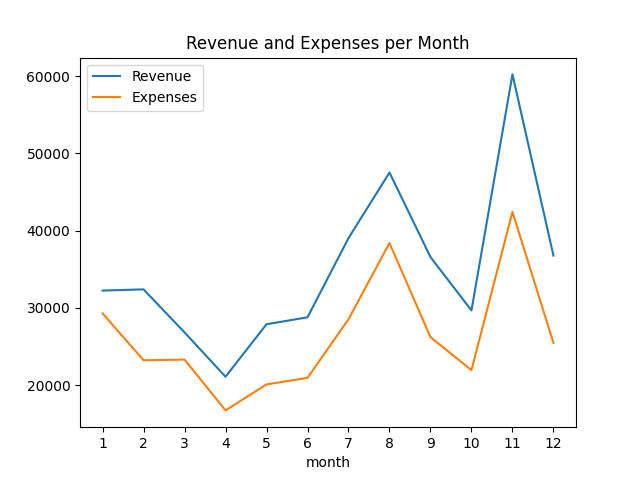 Revenue and Expenses per Month
Revenue
Expenses
60000
50000
40000
30000
20000
1 2 3 4 5 6 7 8 9 10 11 12
month